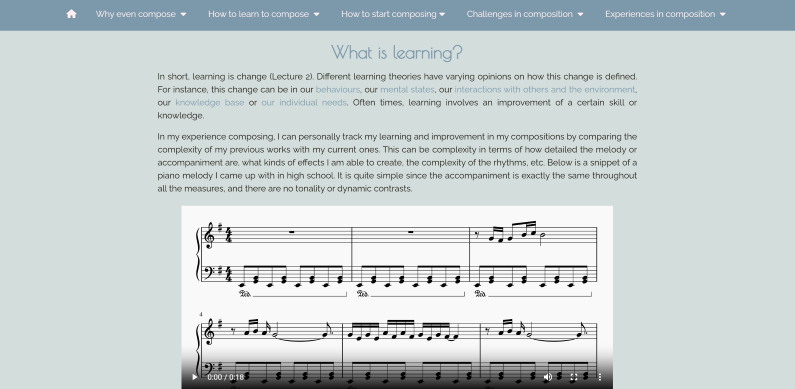 Why even compose How to learn to compose How to start composing Challenges in composition Experiences in composition
What is learning?
In short, learning is change (Lecture 2). Different learning theories have varying opinions on how this change is defined.
For instance, this change can be in our behaviours, our mental states, our interactions with others and the environment,
our knowledge base or our individual needs. Often times, learning involves an improvement of a certain skill or
knowledge.
In my experience composing, I can personally track my learning and improvement in my compositions by comparing the
complexity of my previous works with my current ones. This can be complexity in terms of how detailed the melody or
accompaniment are, what kinds of effects I am able to create, the complexity of the rhythms, etc. Below is a snippet of a
piano melody I came up with in high school. It is quite simple since the accompaniment is exactly the same throughout
all the measures, and there are no tonality or dynamic contrasts.
4
0:00 / 0:18